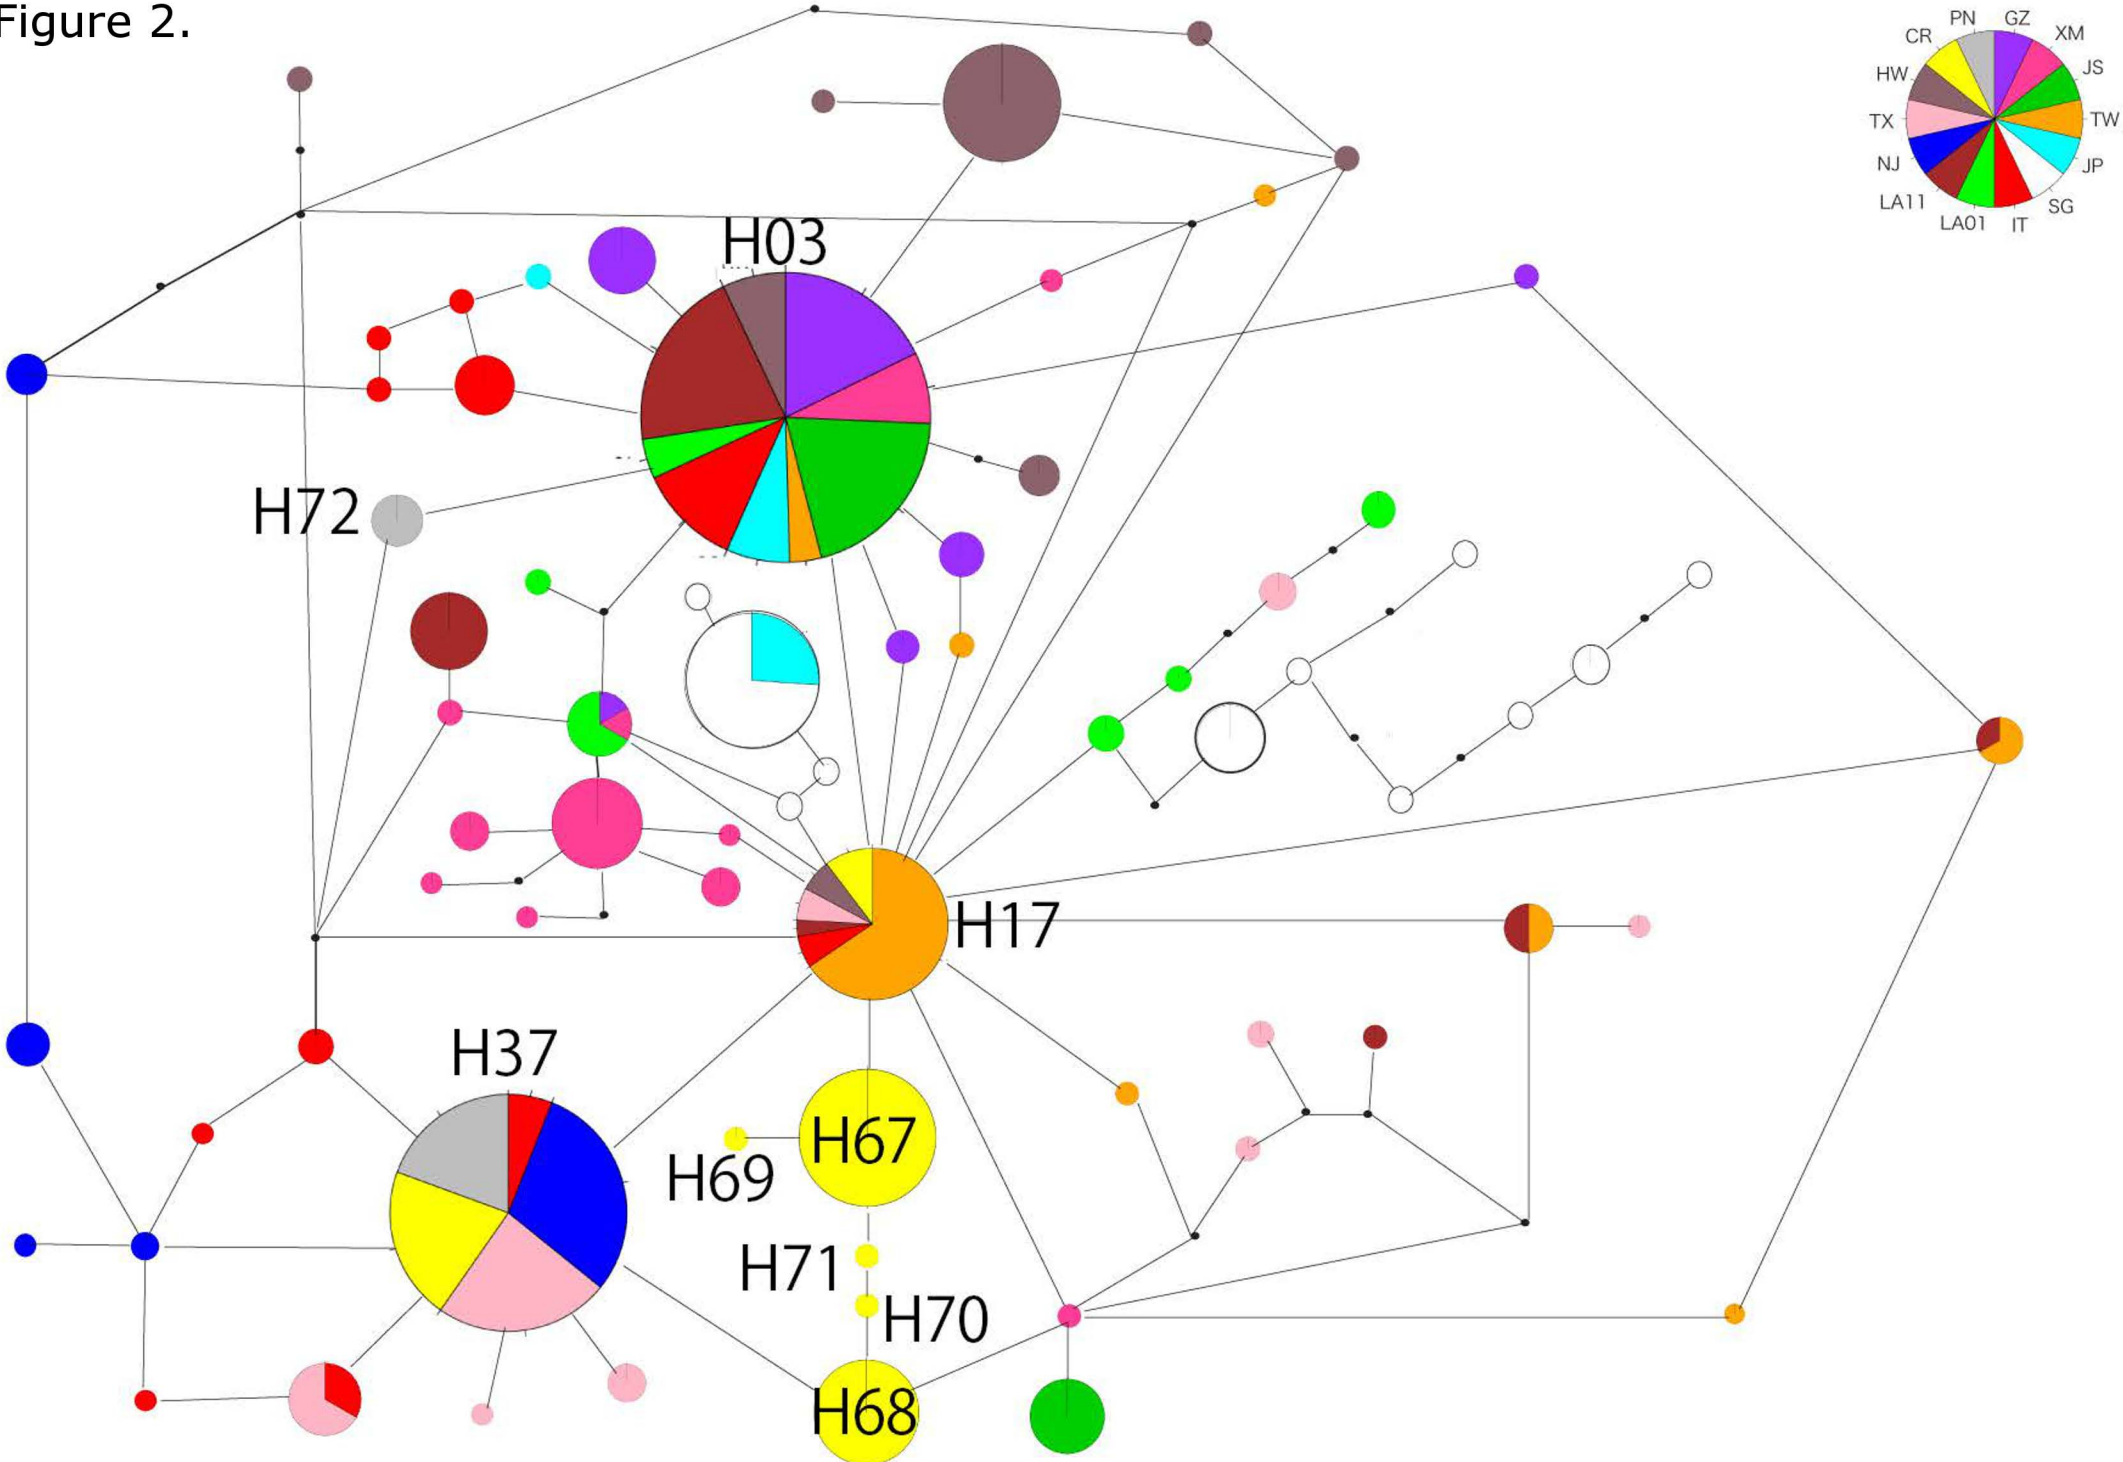 Figure 2.
PN GZ
CR XM
HW JS
TX TW
NJ JP
LA11 SG
LA01 IT
H03
H72
H17
H37
H67
H69
H71
H70
H68